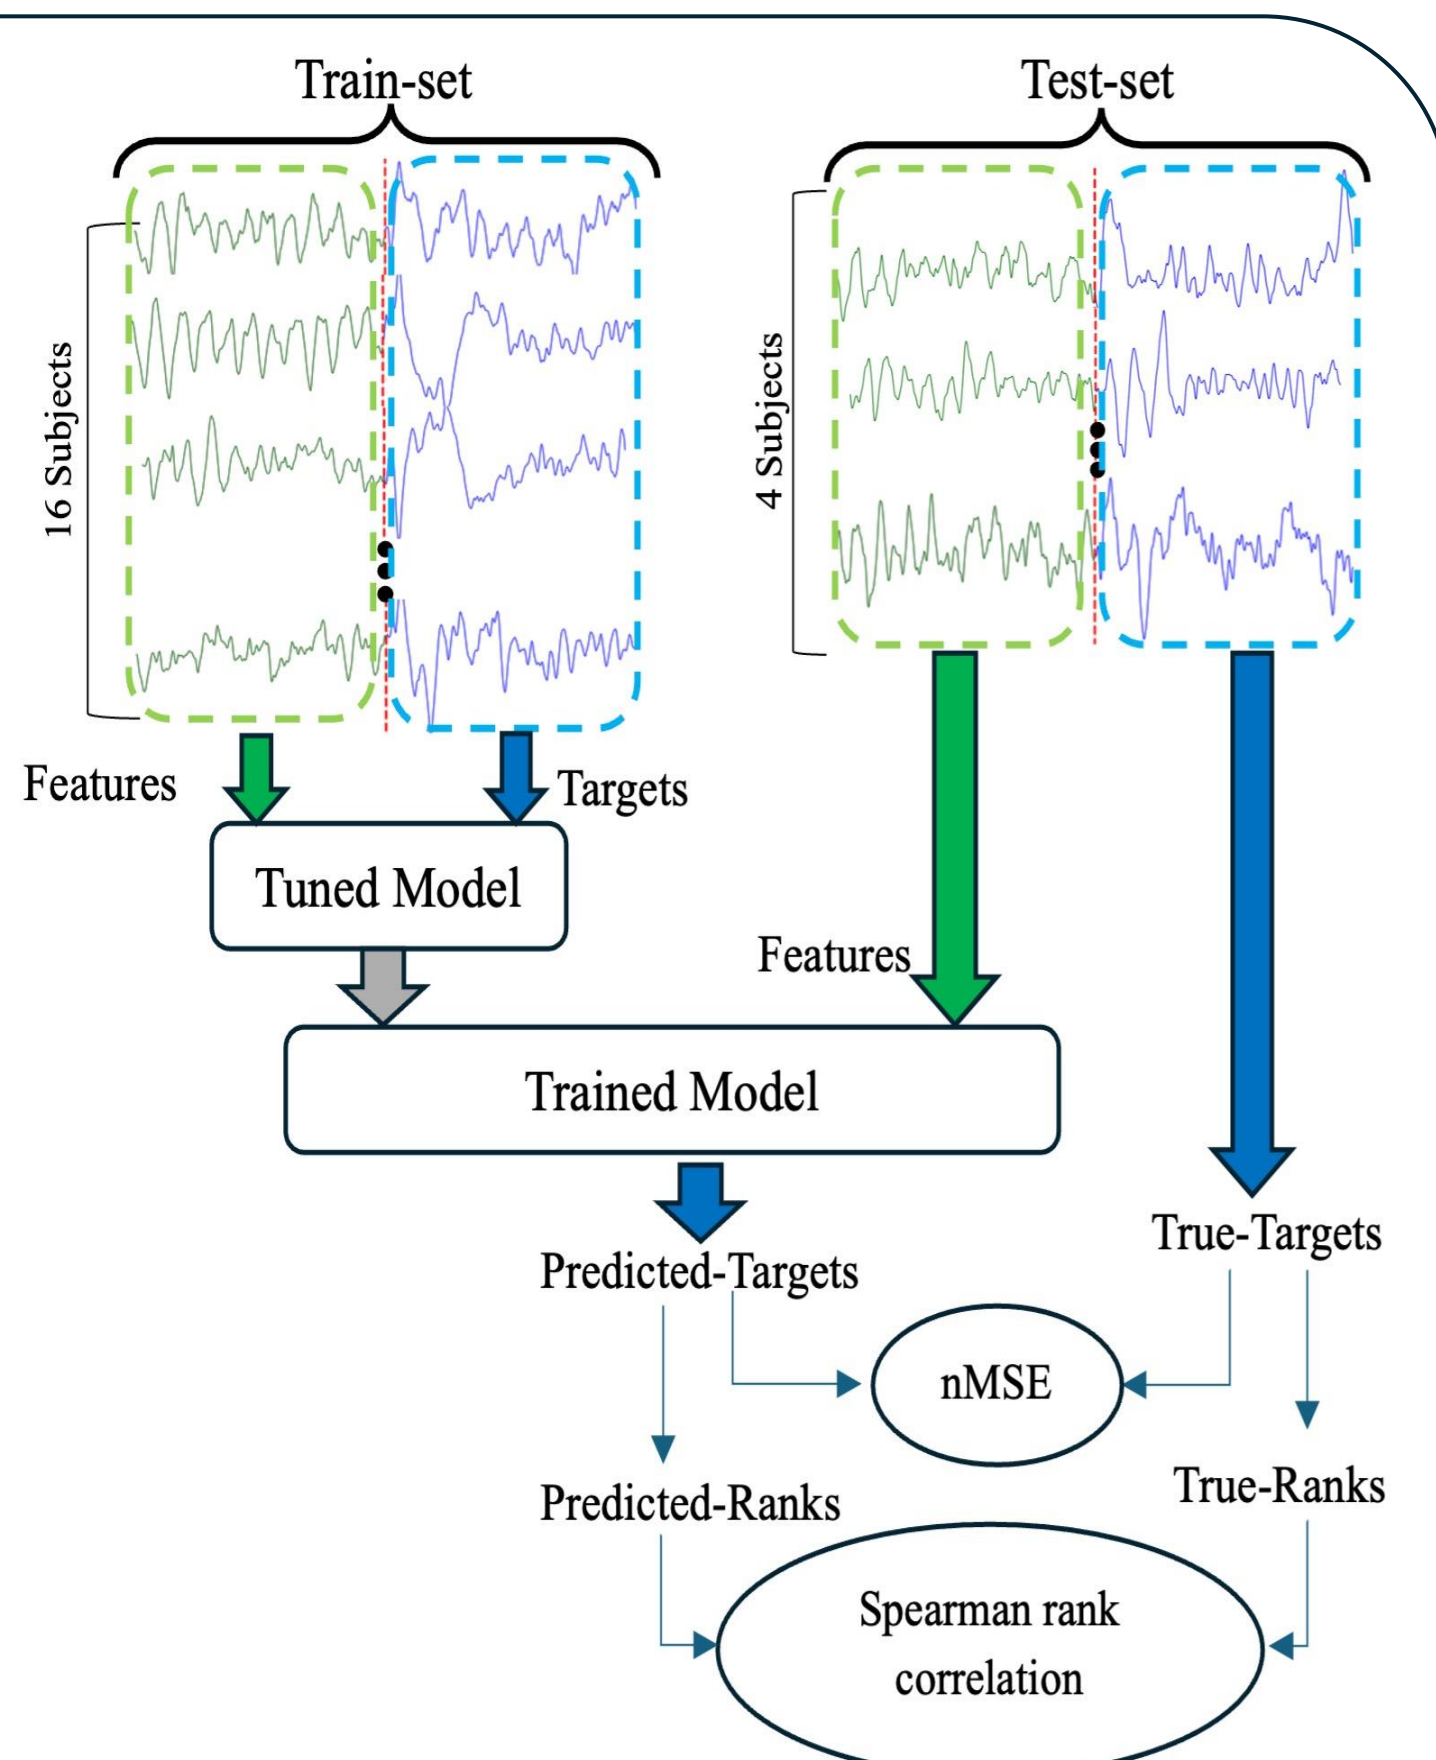 Train-set
Test-set
16 Subjects
4 Subjects
Features
Targets
Tuned Model
Features
Trained Model
True-Targets
Predicted-Targets
nMSE
Predicted-Ranks
True-Ranks
Spearman rank
correlation